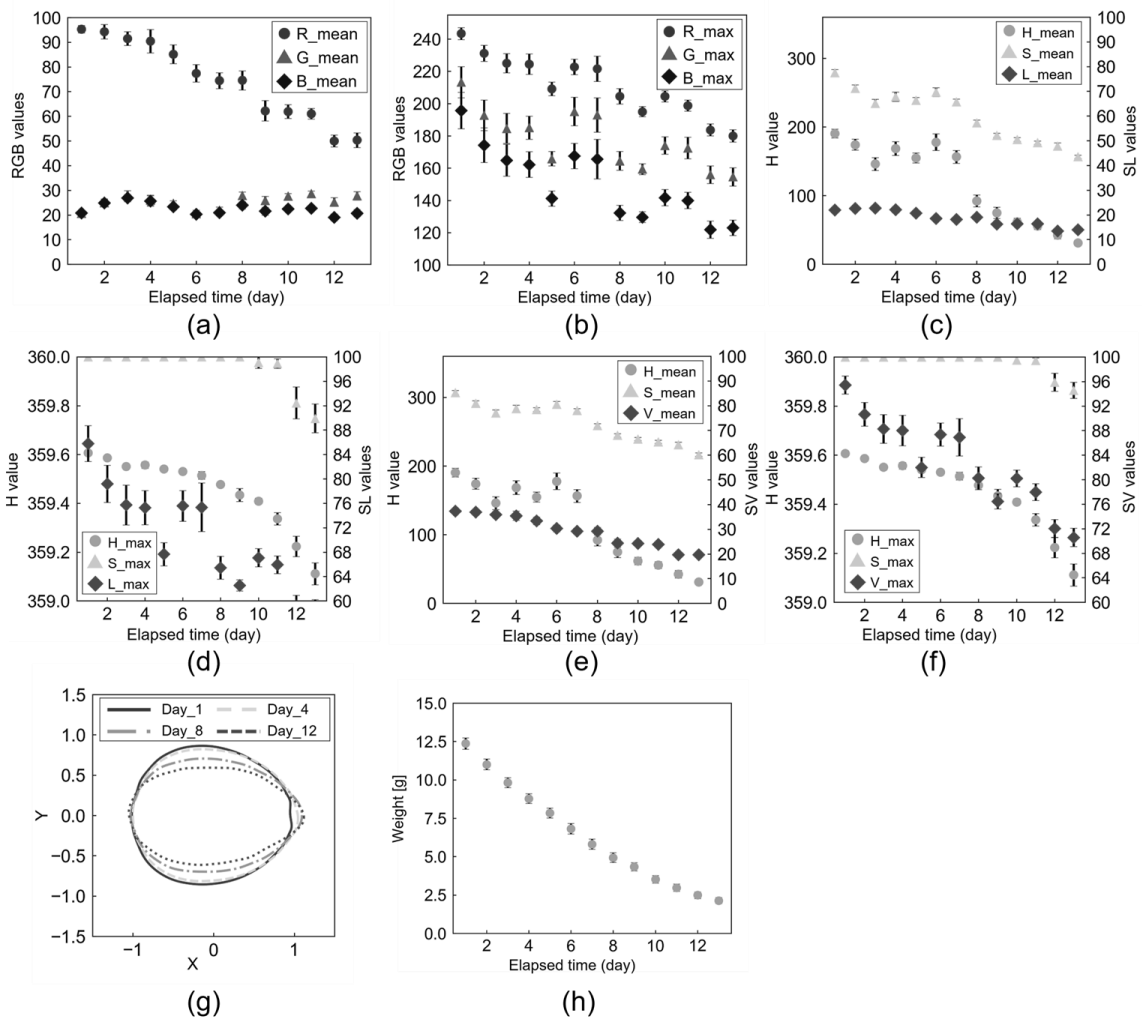 100
90
80
70
60
50
40
30
20
10
0
RGB values
R_mean
G_mean
B_mean
2 4 6 8 10 12
Elapsed time (day)
(a)
240
220
200
180
160
140
120
100
RGB values
R_max
G_max
B_max
2 4 6 8 10 12
Elapsed time (day)
(b)
300
200
100
0
H value
H_mean
S_mean
L_mean
100
90
80
70
60
50
40
30
20
10
0
SL values
2 4 6 8 10 12
Elapsed time (day)
(c)
360.0
359.8
359.6
359.4
359.2
359.0
H value
H_max
S_max
L_max
100
96
92
88
84
80
76
72
68
64
60
SL values
2 4 6 8 10 12
Elapsed time (day)
(d)
300
200
100
0
H value
H_mean
S_mean
V_mean
100
90
80
70
60
50
40
30
20
10
0
SV values
2 4 6 8 10 12
Elapsed time (day)
(e)
360.0
359.8
359.6
359.4
359.2
359.0
H value
H_max
S_max
V_max
100
96
92
88
84
80
76
72
68
64
60
SV values
2 4 6 8 10 12
Elapsed time (day)
(f)
1.5
1.0
0.5
0.0
−0.5
−1.0
−1.5
Y
Day_1 Day_4
Day_8 Day_12
−1 0 1
X
(g)
15.0
12.5
10.0
7.5
5.0
2.5
0.0
Weight [g]
2 4 6 8 10 12
Elapsed time (day)
(h)